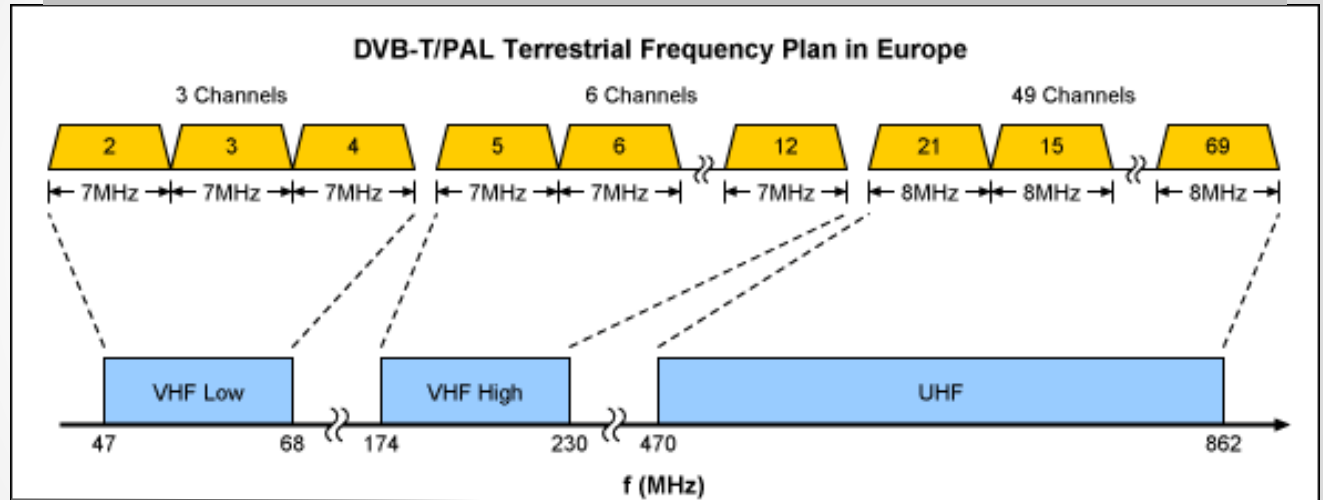 DVB-T/PAL Terrestrial Frequency Plan in Europe
3 Channels 6 Channels 49 Channels
2 3 4 5 6 12 21 15 69
7MHz 7MHz 7MHz 7MHz 7MHz 7MHz 8MHz 8MHz 8MHz
VHF Low VHF High UHF
47 68 174 230 470 862
f (MHz)